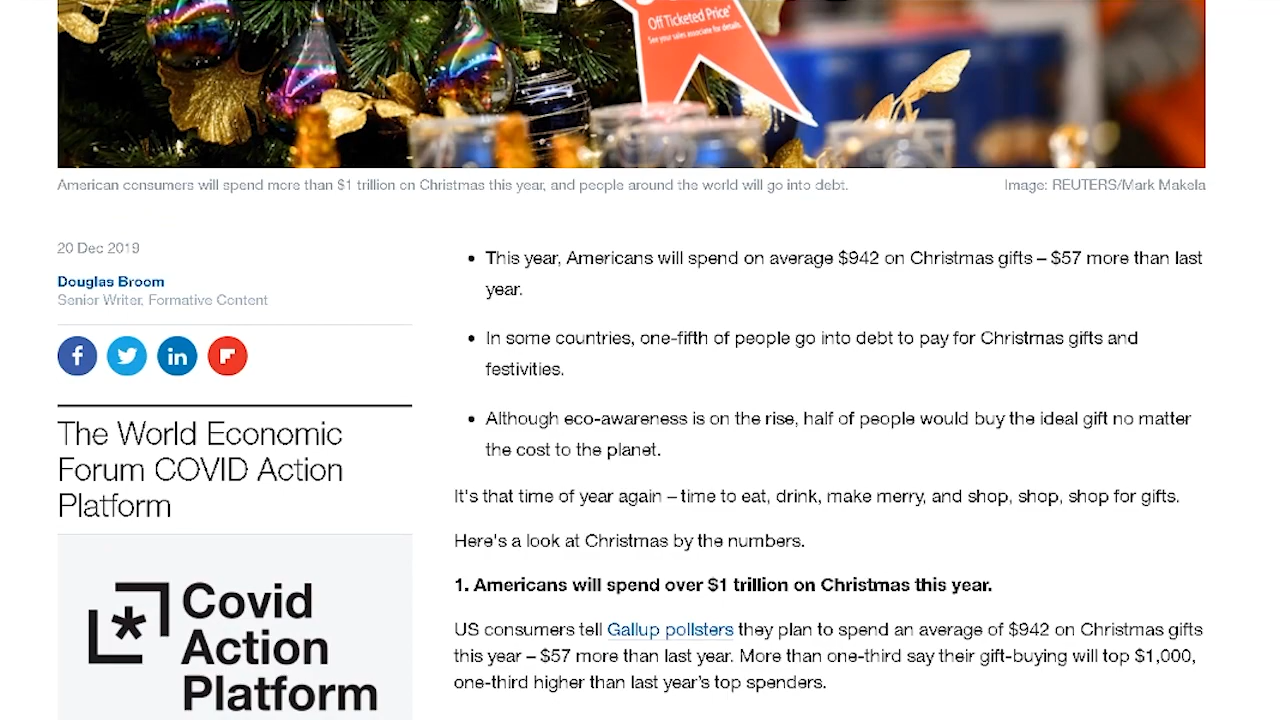 Off Ticketed Price*
See your sales associate for details.
American consumers will spend more than $1 trillion on Christmas this year, and people around the world will go into debt.
Image: REUTERS/Mark Makela
20 Dec 2019
Douglas Broom
Senior Writer, Formative Content
The World Economic
Forum COVID Action
Platform
Covid
Action
Platform
This year, Americans will spend on average $942 on Christmas gifts – $57 more than last
year.
In some countries, one-fifth of people go into debt to pay for Christmas gifts and
festivities.
Although eco-awareness is on the rise, half of people would buy the ideal gift no matter
the cost to the planet.
It's that time of year again – time to eat, drink, make merry, and shop, shop, shop for gifts.
Here's a look at Christmas by the numbers.
1. Americans will spend over $1 trillion on Christmas this year.
US consumers tell Gallup pollsters they plan to spend an average of $942 on Christmas gifts
this year – $57 more than last year. More than one-third say their gift-buying will top $1,000,
one-third higher than last year's top spenders.